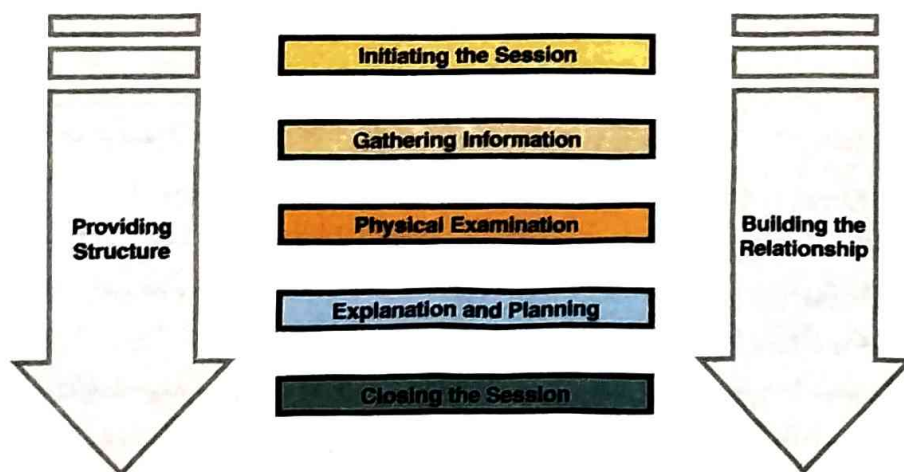 Initiating the Session
Gathering Information
Physical Examination
Providing
Structure
Building the
Relationship
Explanation and Planning
Closing the Session